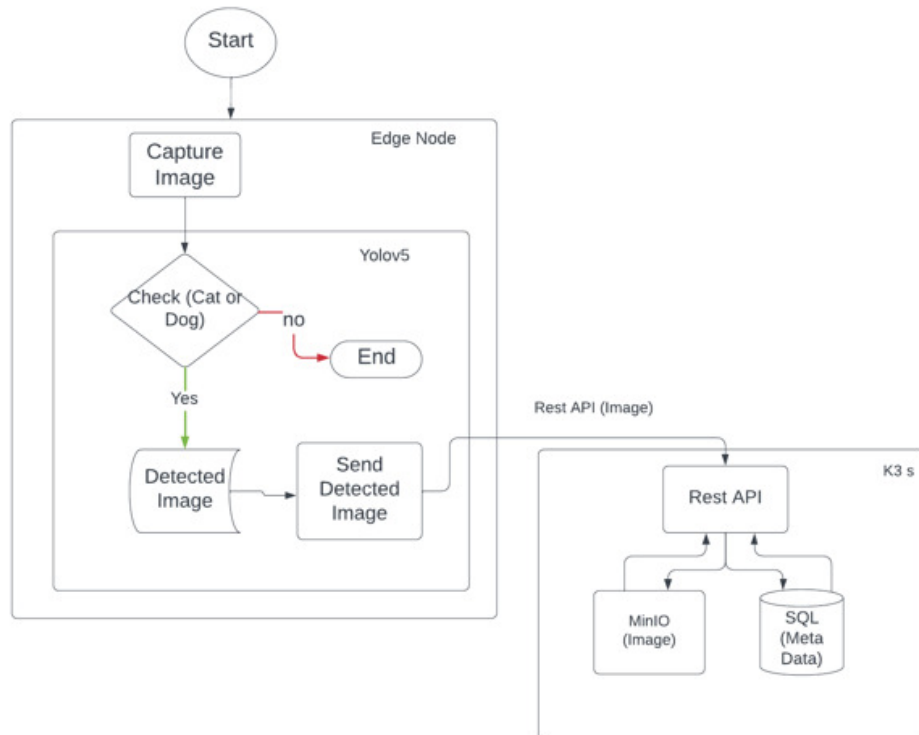 Start
Edge Node
Capture
Image
Yolov5
Check (Cat or
Dog)
no
End
Yes
Rest API (Image)
Detected
Image
Send
Detected
Image
K3 s
Rest API
MinIO
(Image)
SQL
(Meta
Data)